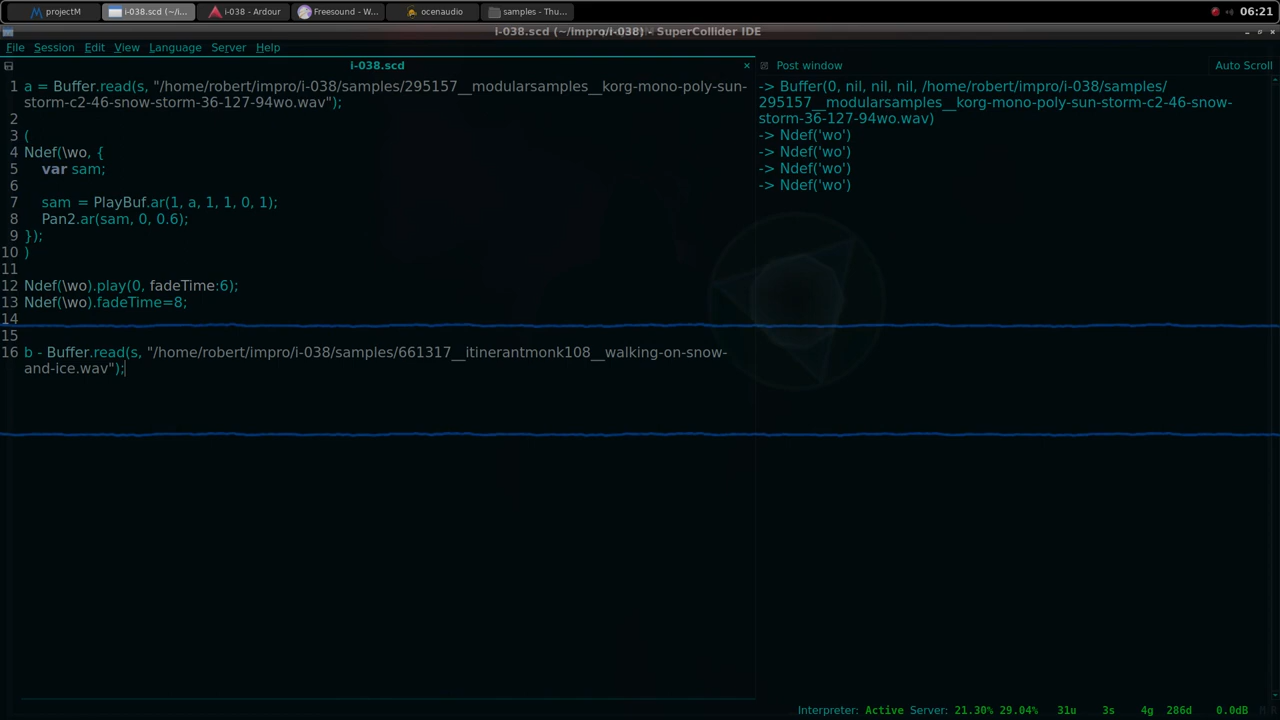 projectM
i-038.scd (~/i...
i-038 - Ardour
Freesound - W...
ocenaudio
samples - Thu...
06:21
i-038.scd (~/impro/i-038) - SuperCollider IDE
File Session Edit View Language Server Help
i-038.scd
1 a = Buffer.read(s, "/home/robert/impro/i-038/samples/295157__modularsamples__korg-mono-poly-sun-
storm-c2-46-snow-storm-36-127-94wo.wav");
2
3 (
4 Ndef(\wo, {
5 var sam;
6
7 sam = PlayBuf.ar(1, a, 1, 1, 0, 1);
8 Pan2.ar(sam, 0, 0.6);
9 });
10 )
11
12 Ndef(\wo).play(0, fadeTime:6);
13 Ndef(\wo).fadeTime=8;
14
15
16 b - Buffer.read(s, "/home/robert/impro/i-038/samples/661317__itinerantmonk108__walking-on-snow-
and-ice.wav");
Post window
Auto Scroll
-> Buffer(0, nil, nil, nil, /home/robert/impro/i-038/samples/
295157__modularsamples__korg-mono-poly-sun-storm-c2-46-snow-
storm-36-127-94wo.wav)
-> Ndef('wo')
-> Ndef('wo')
-> Ndef('wo')
-> Ndef('wo')
Interpreter: Active Server: 21.30% 29.04% 31u 3s 4g 286d 0.0dB M